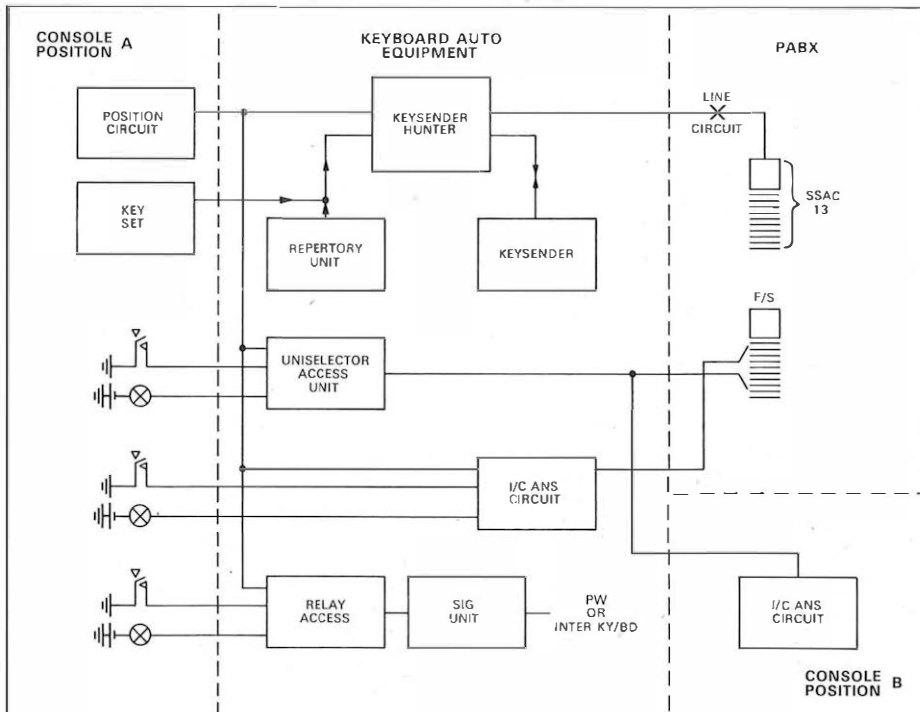 CONSOLE
POSITION A
KEYBOARD AUTO
EQUIPMENT
PABX
POSITION
CIRCUIT
KEYSENDER
HUNTER
LINE
CIRCUIT
SSAC
13
KEY
SET
REPERTORY
UNIT
KEYSENDER
F/S
UNISELECTOR
ACCESS
UNIT
I/C ANS
CIRCUIT
RELAY
ACCESS
SIG
UNIT
PW
OR
INTER KY/BD
I/C ANS
CIRCUIT
CONSOLE
POSITION B